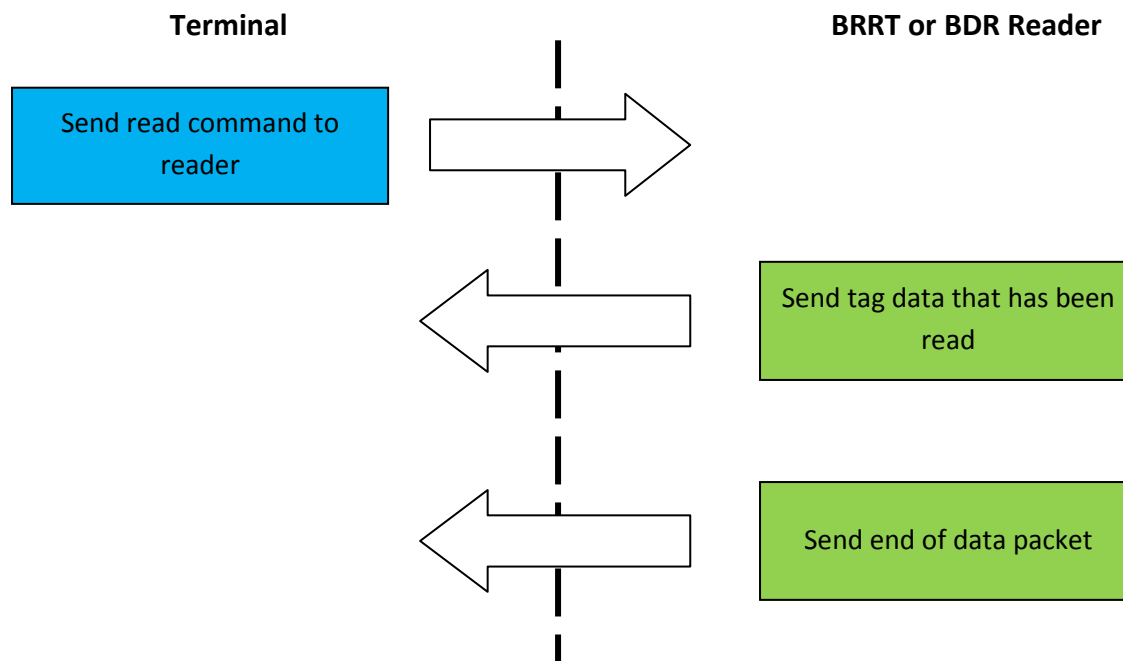 Terminal
BRRT or BDR Reader
Send read command to
reader
Send tag data that has been
read
Send end of data packet